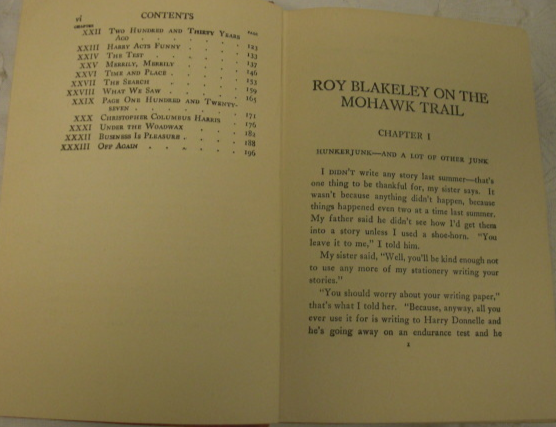 vi CONTENTS
CHAPTER PAGE
XXII Two Hundred and Thirty Years
Ago . . . . . . 123
XXIII Harry Acts Funny . . . . 133
XXIV The Test . . . . . 133
XXV Merrily, Merrily . . . . 137
XXVI Time and Place . . . . 146
XXVII The Search . . . . . 153
XXVIII What We Saw . . . . . 159
XXIX Page One Hundred and Twenty-
seven . . . . . . 165
XXX Christopher Columbus Harris . 171
XXXI Under the Woadwax . . . 176
XXXII Business Is Pleasure . . . . 184
188
XXXIII Off Again . . . . . 196
ROY BLAKELEY ON THE
MOHAWK TRAIL
CHAPTER I
HUNKERJUNK—AND A LOT OF OTHER JUNK
I DIDN'T write any story last summer—that's
one thing to be thankful for, my sister says. It
wasn't because anything didn't happen, because
things happened even two at a time last summer.
My father said he didn't see how I'd get them
into a story unless I used a shoe-horn. "You
leave it to me," I told him.
My sister said, "Well, you'll be kind enough not
to use any more of my stationery writing your
stories."
"You should worry about your writing paper,"
that's what I told her. "Because, anyway, all you
ever use it for is writing to Harry Donnelle and
he's going away on an endurance test and he
1